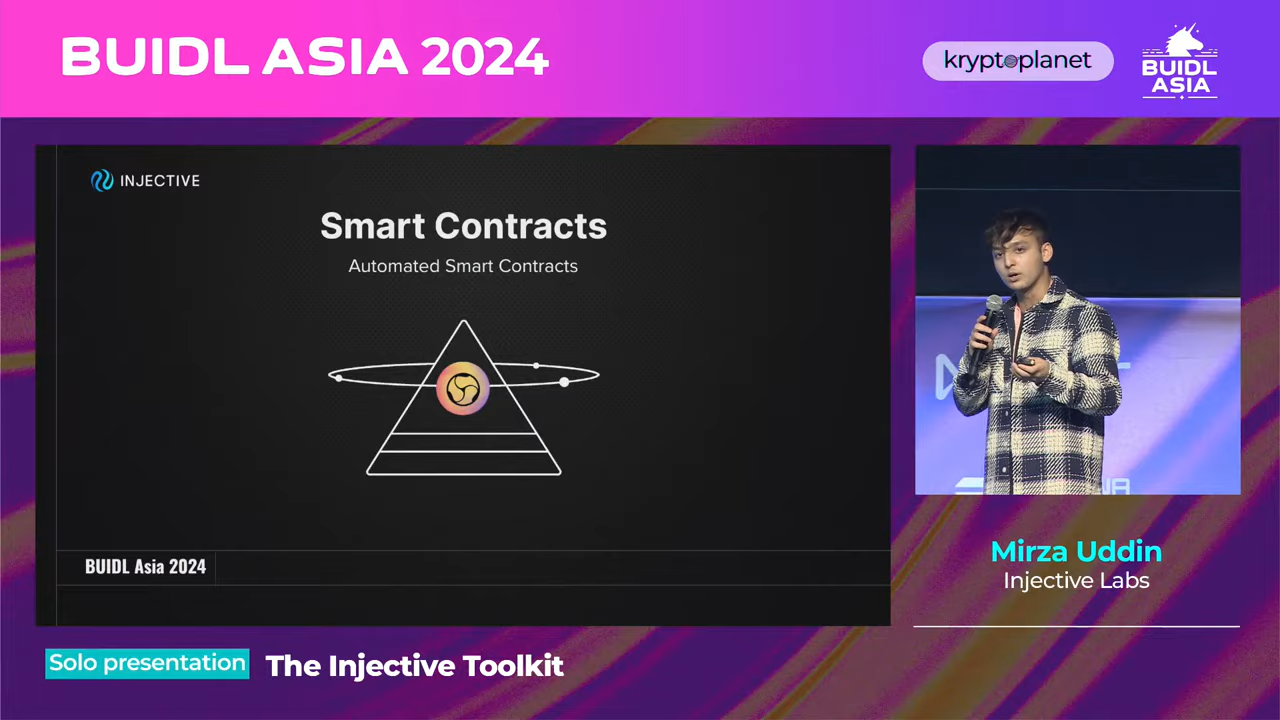 BUIDL ASIA 2024
kryptoplanet
BUIDL
ASIA
INJECTIVE
Smart Contracts
Automated Smart Contracts
BUIDL Asia 2024
Mirza Uddin
Injective Labs
Solo presentation
The Injective Toolkit